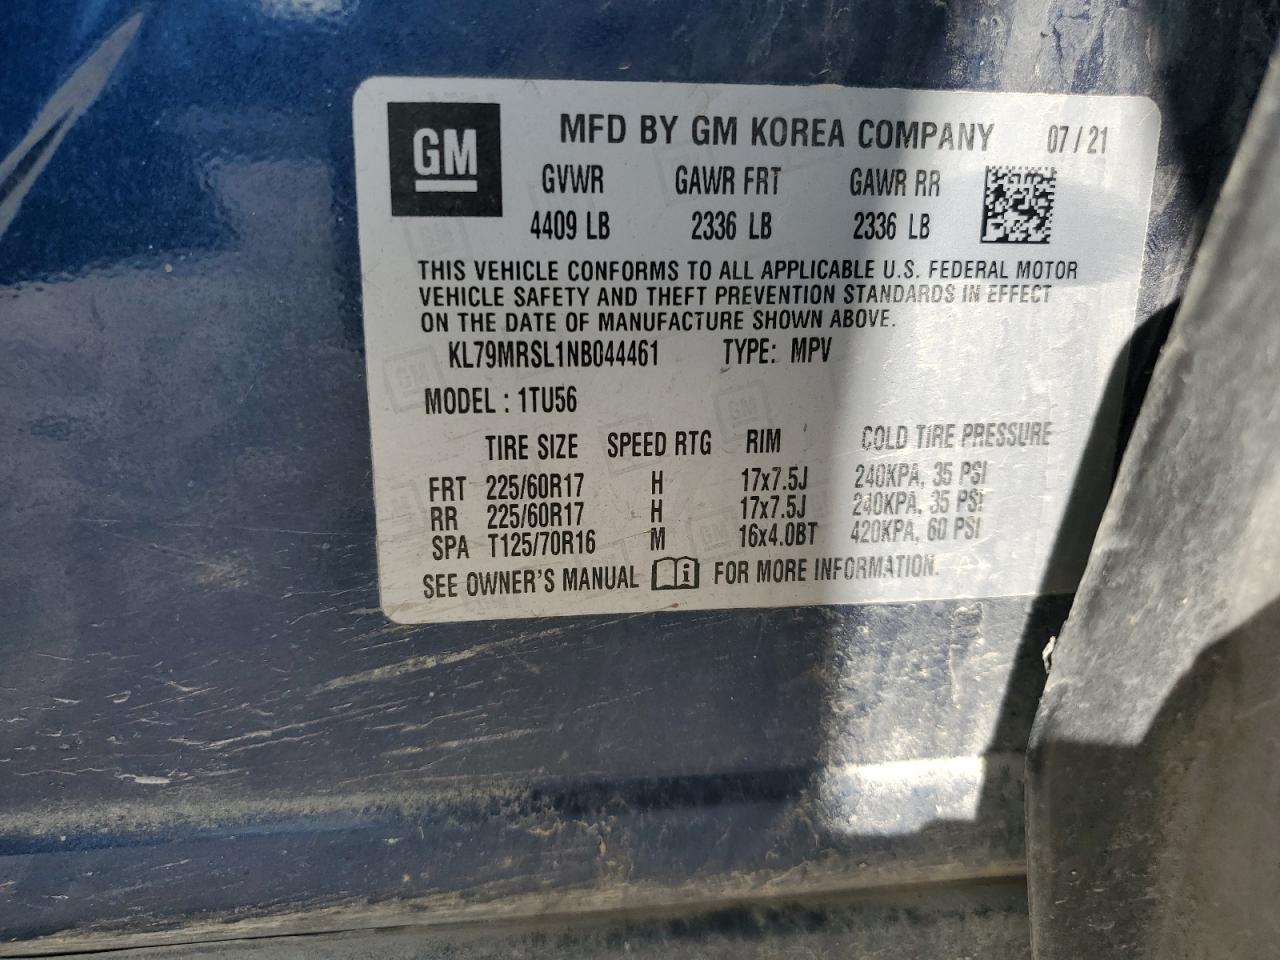 GM MFD BY GM KOREA COMPANY 07/21
GVWR GAWR FRT GAWR RR
4409 LB 2336 LB 2336 LB
THIS VEHICLE CONFORMS TO ALL APPLICABLE U.S. FEDERAL MOTOR
VEHICLE SAFETY AND THEFT PREVENTION STANDARDS IN EFFECT
ON THE DATE OF MANUFACTURE SHOWN ABOVE.
KL79MRSL1NB044461 TYPE: MPV
MODEL : 1TU56
TIRE SIZE SPEED RTG RIM COLD TIRE PRESSURE
FRT 225/60R17 H 17x7.5J 240KPA, 35 PSI
RR 225/60R17 H 17x7.5J 240KPA, 35 PSI
SPA T125/70R16 M 16x4.0BT 420KPA, 60 PSI
SEE OWNER'S MANUAL FOR MORE INFORMATION.